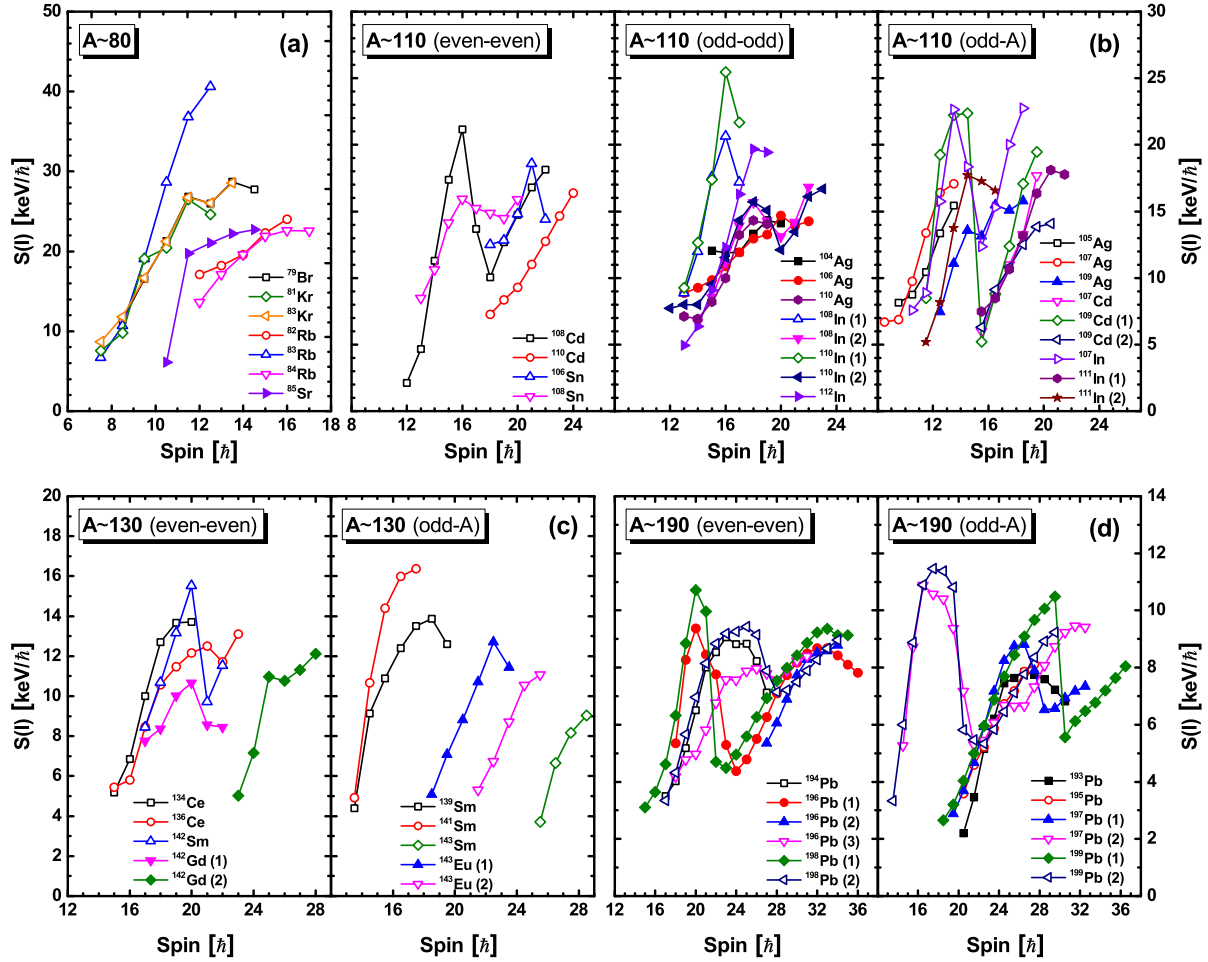 A~80 (a)
A~110 (even-even)
A~110 (odd-odd)
A~110 (odd-A) (b)
S(I) [keV/ħ]
50
40
30
20
10
0
30
25
20
15
10
5
0
S(I) [keV/ħ]
⁷⁹Br
⁸¹Kr
⁸³Kr
⁸²Rb
⁸³Rb
⁸⁴Rb
⁸⁵Sr
¹⁰⁸Cd
¹¹⁰Cd
¹⁰⁶Sn
¹⁰⁸Sn
¹⁰⁴Ag
¹⁰⁶Ag
¹¹⁰Ag
¹⁰⁸In (1)
¹⁰⁸In (2)
¹¹⁰In (1)
¹¹⁰In (2)
¹¹²In
¹⁰⁵Ag
¹⁰⁷Ag
¹⁰⁹Ag
¹⁰⁷Cd
¹⁰⁹Cd (1)
¹⁰⁹Cd (2)
¹⁰⁷In
¹¹¹In (1)
¹¹¹In (2)
6 8 10 12 14 16 18
8 12 16 20 24
12 16 20 24
12 16 20 24
Spin [ħ]
Spin [ħ]
Spin [ħ]
Spin [ħ]
A~130 (even-even)
A~130 (odd-A) (c)
A~190 (even-even)
A~190 (odd-A) (d)
S(I) [keV/ħ]
20
18
16
14
12
10
8
6
4
2
0
14
12
10
8
6
4
2
0
S(I) [keV/ħ]
¹³⁴Ce
¹³⁶Ce
¹⁴²Sm
¹⁴²Gd (1)
¹⁴²Gd (2)
¹³⁹Sm
¹⁴¹Sm
¹⁴³Sm
¹⁴³Eu (1)
¹⁴³Eu (2)
¹⁹⁴Pb
¹⁹⁶Pb (1)
¹⁹⁶Pb (2)
¹⁹⁶Pb (3)
¹⁹⁸Pb (1)
¹⁹⁸Pb (2)
¹⁹³Pb
¹⁹⁵Pb
¹⁹⁷Pb (1)
¹⁹⁷Pb (2)
¹⁹⁹Pb (1)
¹⁹⁹Pb (2)
12 16 20 24 28
16 20 24 28
12 16 20 24 28 32 36
16 20 24 28 32 36
Spin [ħ]
Spin [ħ]
Spin [ħ]
Spin [ħ]